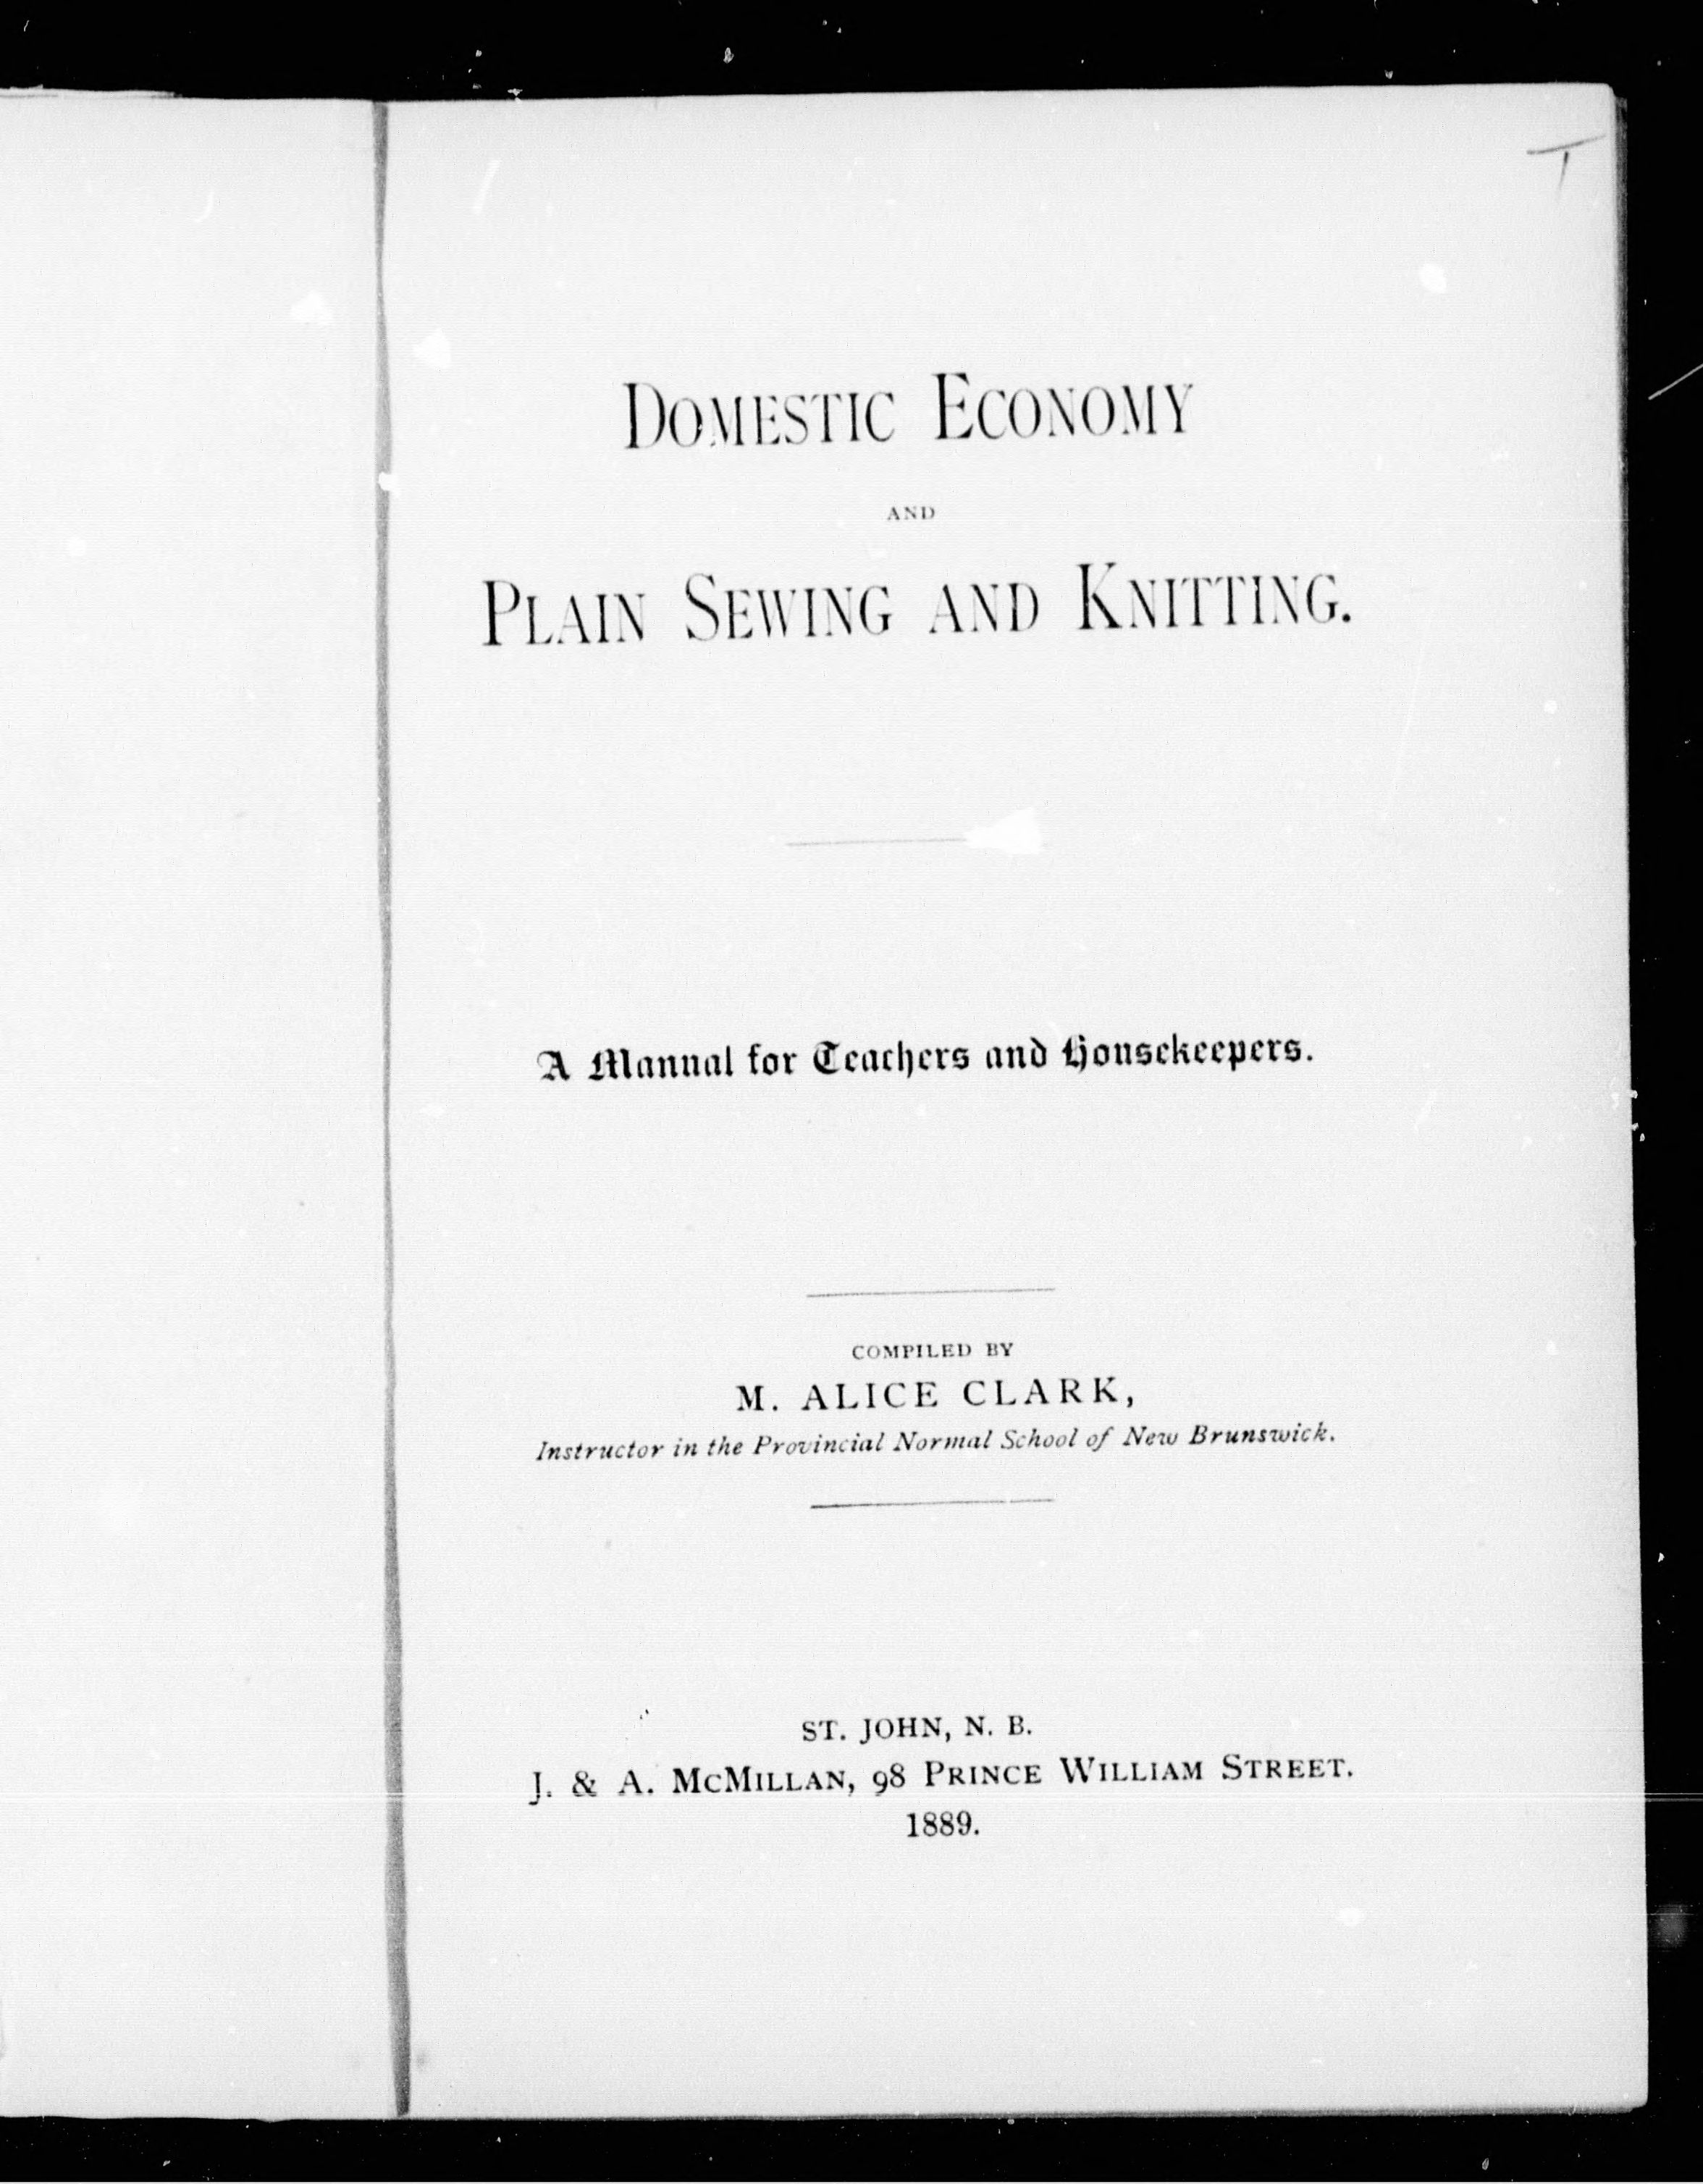 DOMESTIC ECONOMY
AND
PLAIN SEWING AND KNITTING.
A Manual for Teachers and Housekeepers.
COMPILED BY
M. ALICE CLARK,
Instructor in the Provincial Normal School of New Brunswick.
ST. JOHN, N. B.
J. & A. MCMILLAN, 98 PRINCE WILLIAM STREET.
1889.